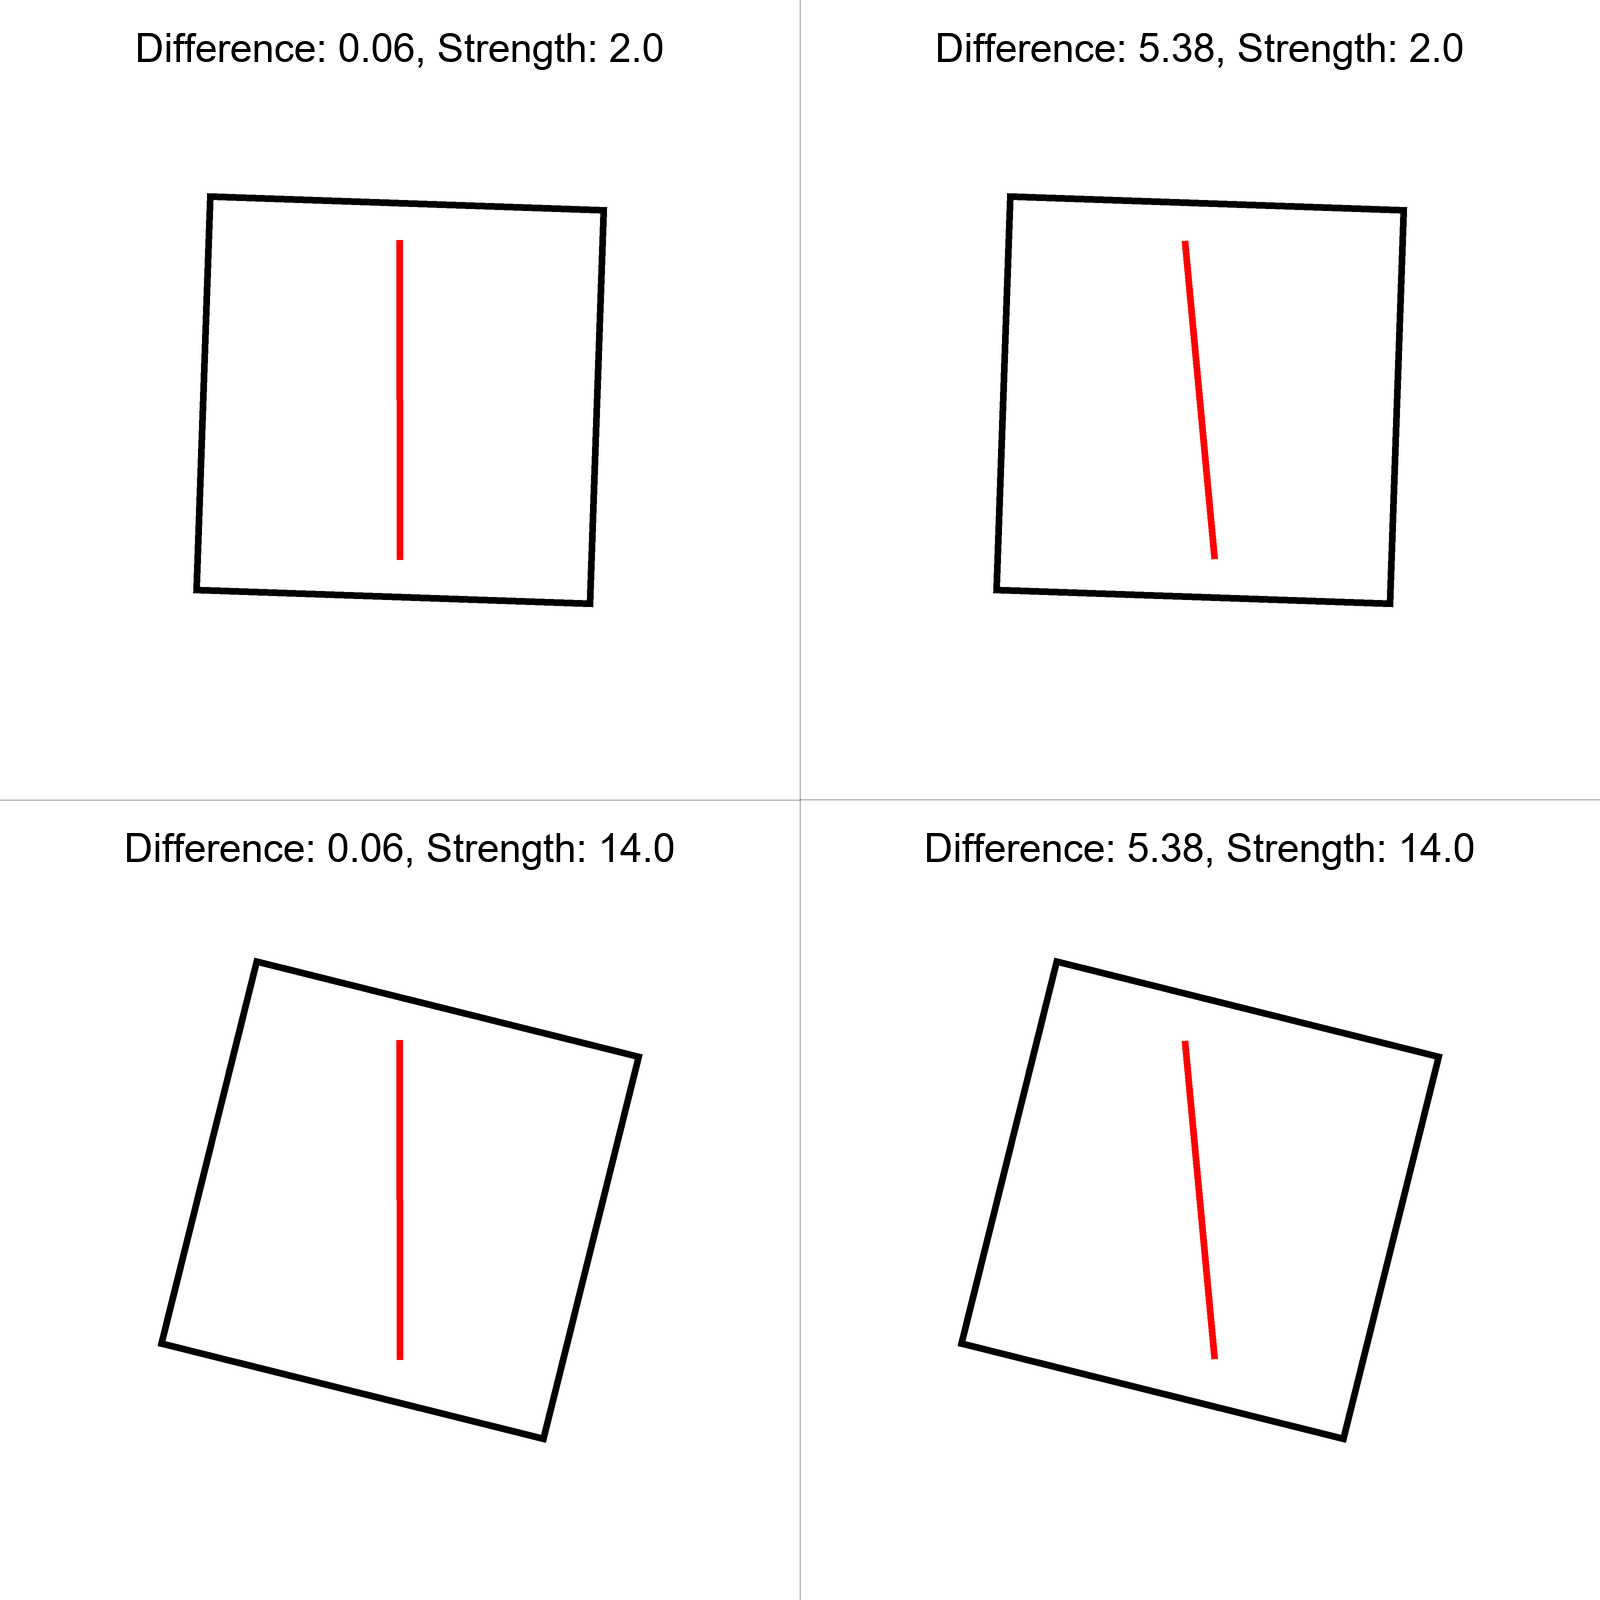 Difference: 0.06, Strength: 2.0
Difference: 5.38, Strength: 2.0
Difference: 0.06, Strength: 14.0
Difference: 5.38, Strength: 14.0